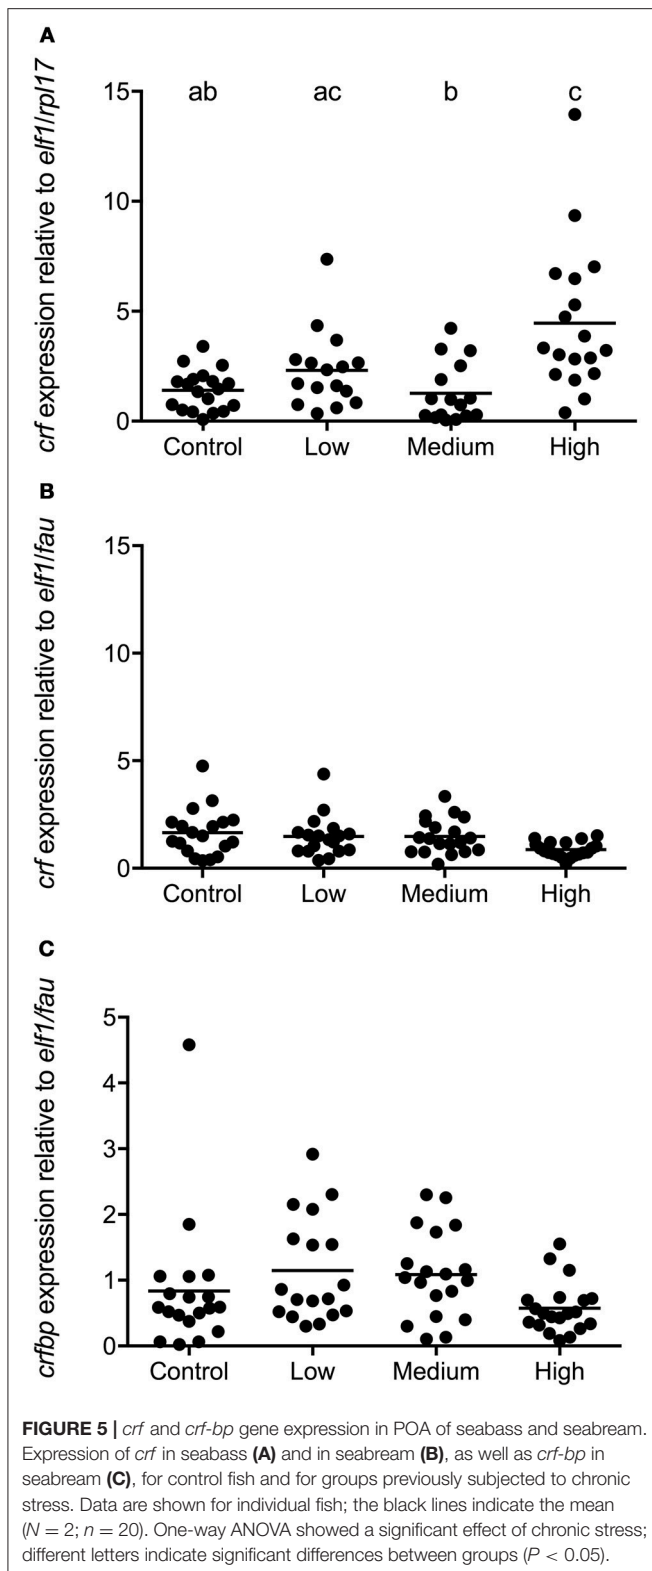 A
crf expression relative to elf1/rpl17
15
ab
ac
b
c
10
5
0
Control
Low
Medium
High
B
crf expression relative to elf1/fau
15
10
5
0
Control
Low
Medium
High
C
crfbp expression relative to elf1/fau
5
4
3
2
1
0
Control
Low
Medium
High
FIGURE 5 | crf and crf-bp gene expression in POA of seabass and seabream.
Expression of crf in seabass (A) and in seabream (B), as well as crf-bp in
seabream (C), for control fish and for groups previously subjected to chronic
stress. Data are shown for individual fish; the black lines indicate the mean
(N = 2; n = 20). One-way ANOVA showed a significant effect of chronic stress;
different letters indicate significant differences between groups (P < 0.05).